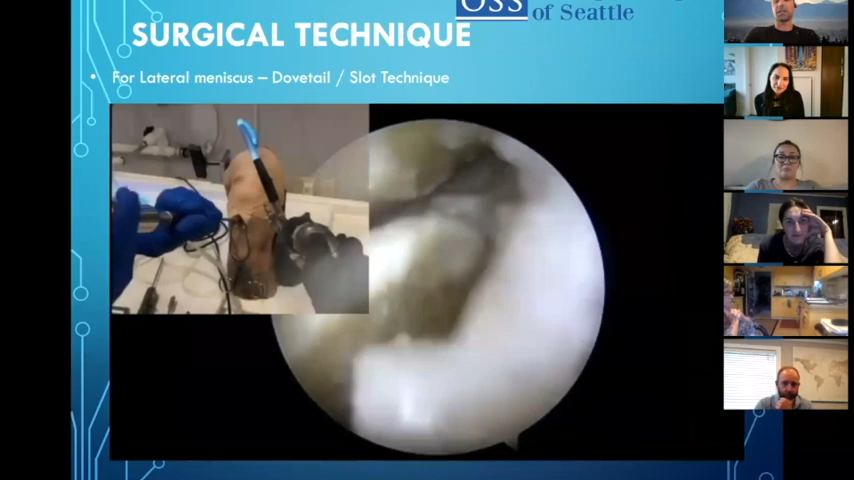 OSS
of Seattle
SURGICAL TECHNIQUE
• For Lateral meniscus – Dovetail / Slot Technique